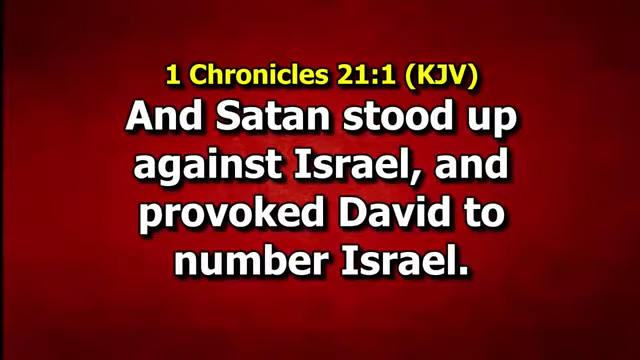 1 Chronicles 21:1 (KJV)
And Satan stood up
against Israel, and
provoked David to
number Israel.